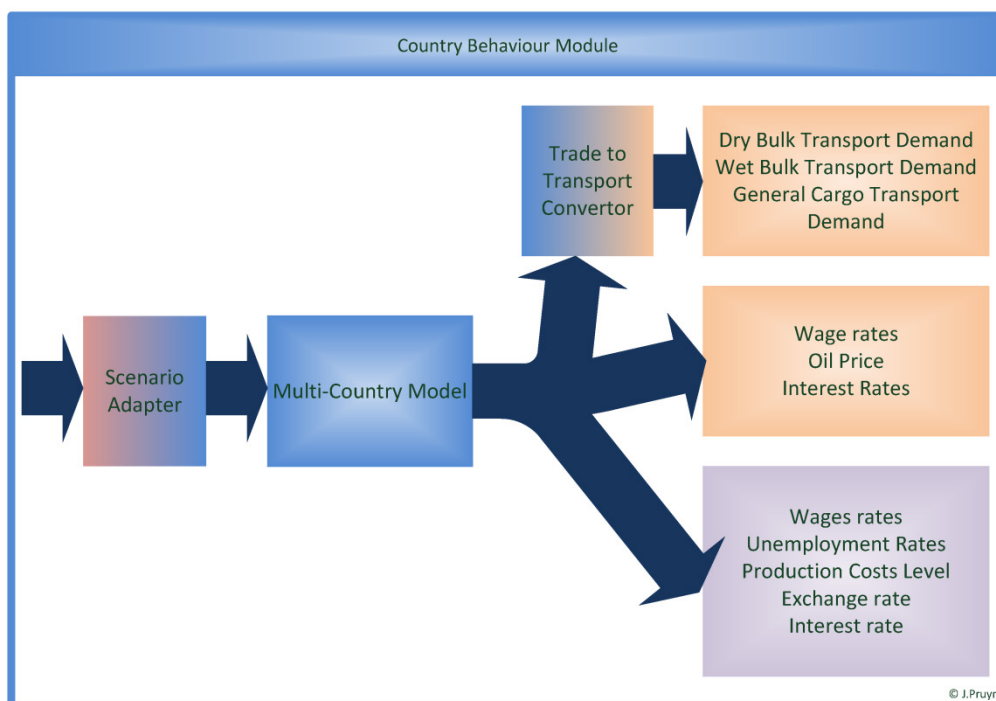 Country Behaviour Module
Trade to
Transport
Convertor
Dry Bulk Transport Demand
Wet Bulk Transport Demand
General Cargo Transport
Demand
Scenario
Adapter
Multi-Country Model
Wage rates
Oil Price
Interest Rates
Wages rates
Unemployment Rates
Production Costs Level
Exchange rate
Interest rate
© J.Pruyn